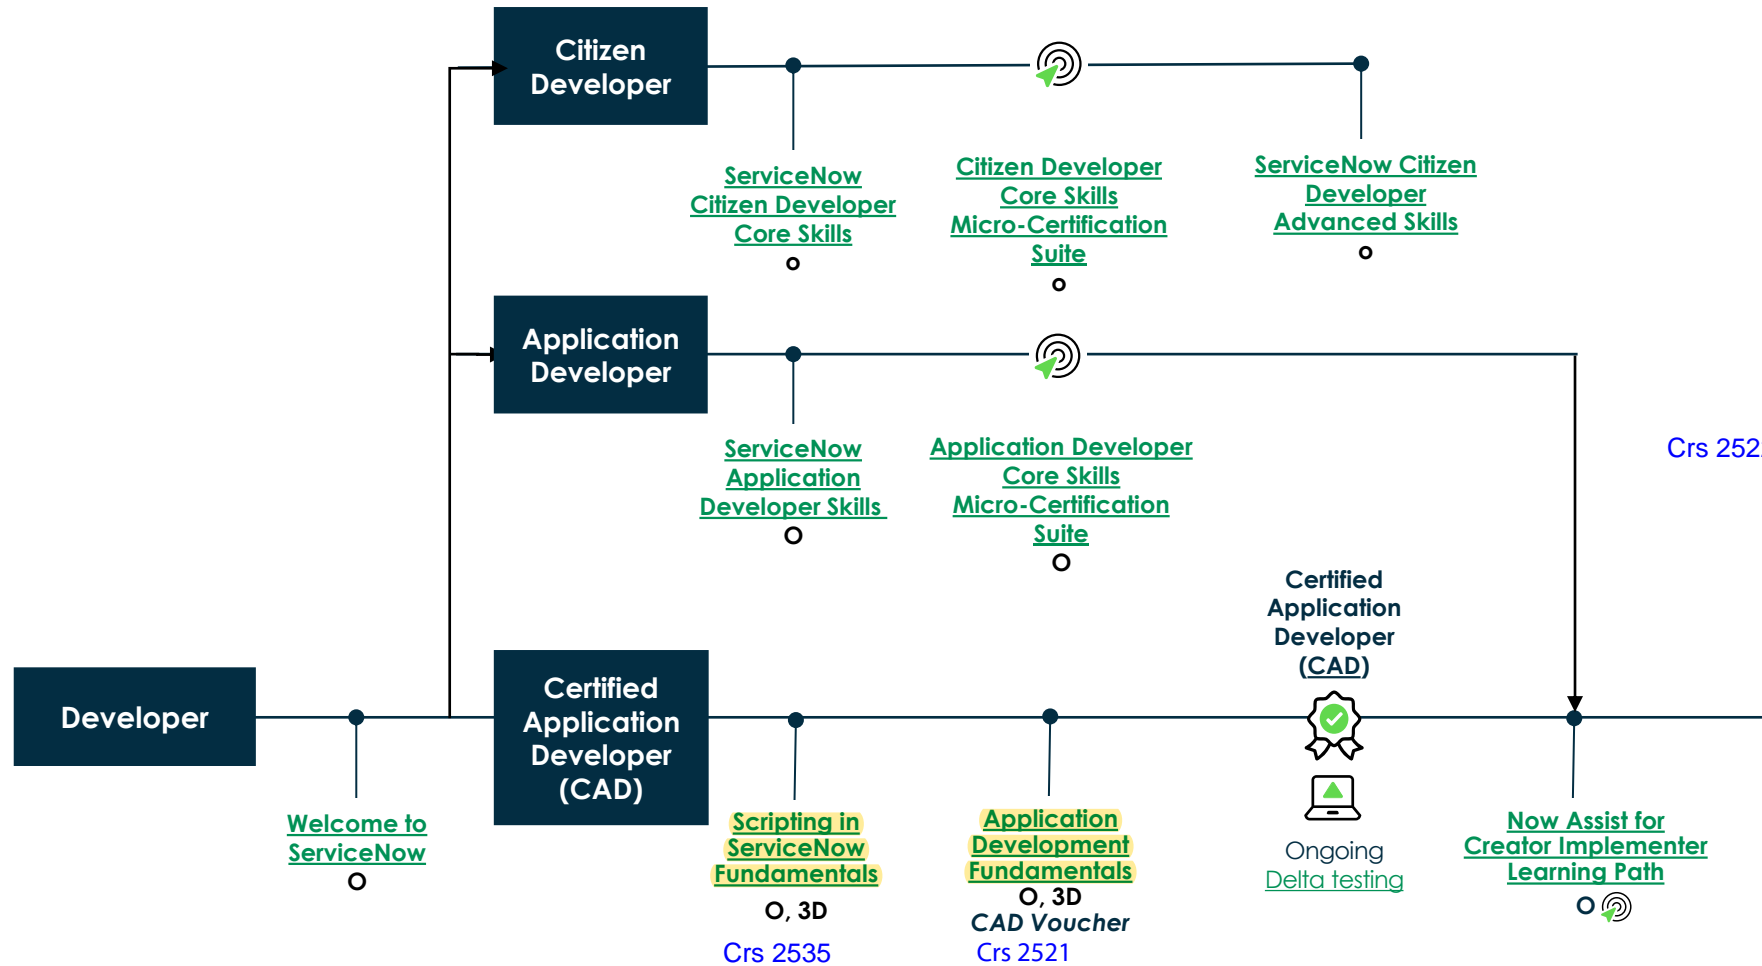 Citizen
Developer
ServiceNow
Citizen Developer
Core Skills
O
Citizen Developer
Core Skills
Micro-Certification
Suite
O
ServiceNow Citizen
Developer
Advanced Skills
O
Application
Developer
ServiceNow
Application
Developer Skills
O
Application Developer
Core Skills
Micro-Certification
Suite
O
Crs 252
Developer
Welcome to
ServiceNow
O
Certified
Application
Developer
(CAD)
Scripting in
ServiceNow
Fundamentals
O, 3D
Crs 2535
Application
Development
Fundamentals
O, 3D
CAD Voucher
Crs 2521
Certified
Application
Developer
(CAD)
Ongoing
Delta testing
Now Assist for
Creator Implementer
Learning Path
O